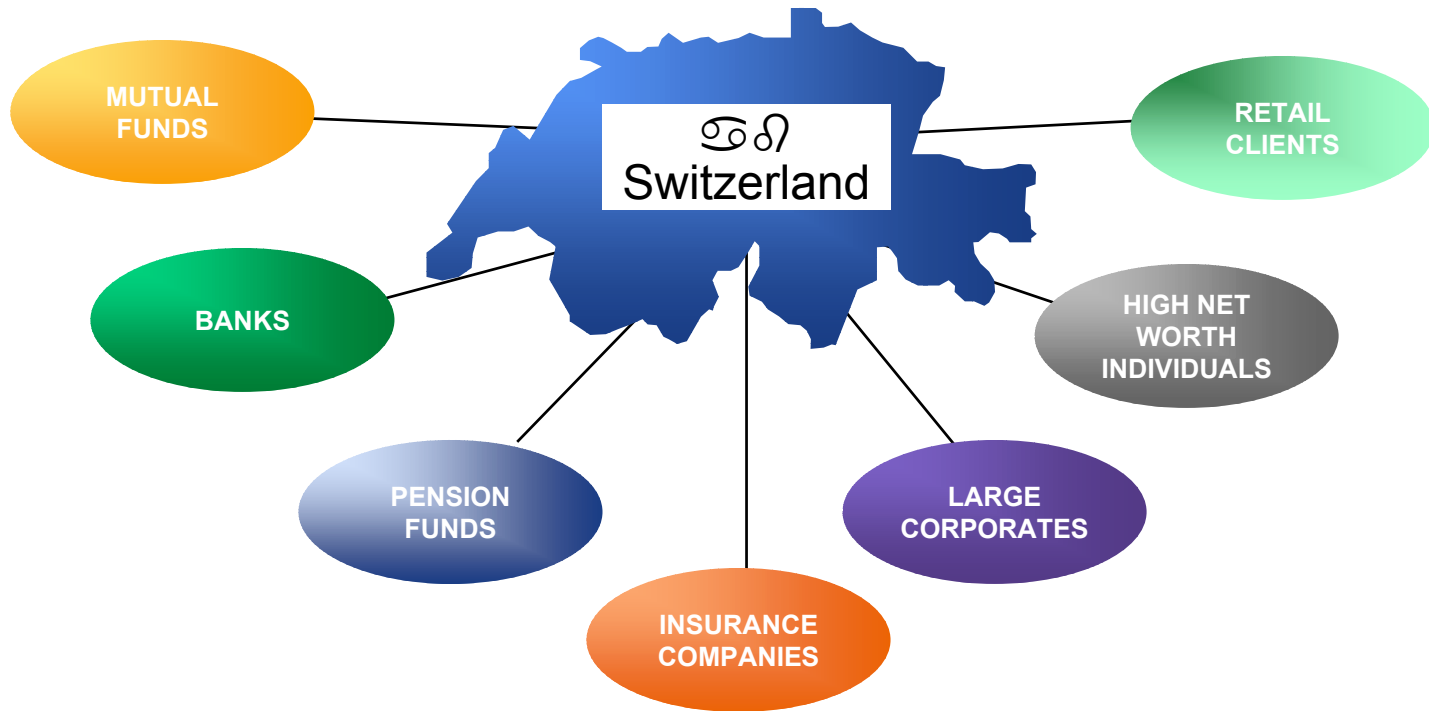 MUTUAL
FUNDS
♋♌
Switzerland
RETAIL
CLIENTS
BANKS
HIGH NET
WORTH
INDIVIDUALS
PENSION
FUNDS
LARGE
CORPORATES
INSURANCE
COMPANIES